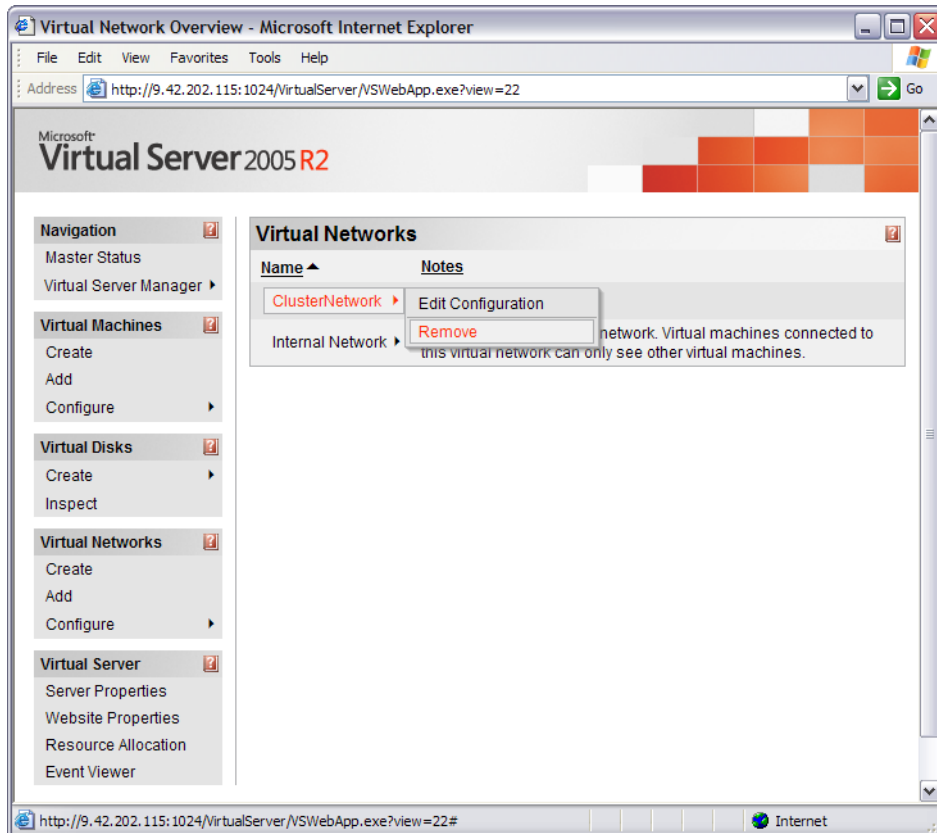 Virtual Network Overview - Microsoft Internet Explorer
File Edit View Favorites Tools Help
Address http://9.42.202.115:1024/VirtualServer/VSWebApp.exe?view=22 Go
Microsoft
Virtual Server 2005 R2
Navigation
Master Status
Virtual Server Manager
Virtual Machines
Create
Add
Configure
Virtual Disks
Create
Inspect
Virtual Networks
Create
Add
Configure
Virtual Server
Server Properties
Website Properties
Resource Allocation
Event Viewer
Virtual Networks
Name Notes
ClusterNetwork
Edit Configuration
Remove
Internal Network
network. Virtual machines connected to
this virtual network can only see other virtual machines.
http://9.42.202.115:1024/VirtualServer/VSWebApp.exe?view=22# Internet